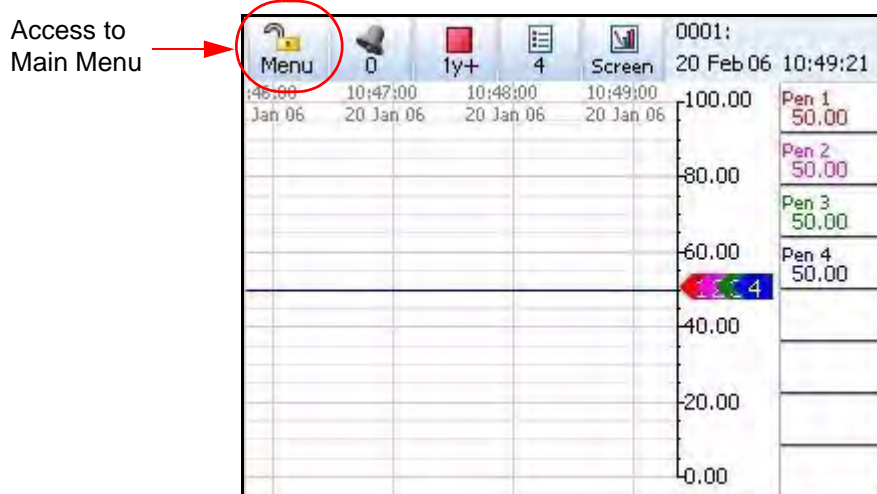 Access to
Main Menu
Menu 0 1y+ 4 Screen
0001:
20 Feb 06 10:49:21
:46:00 10:47:00 10:48:00 10:49:00
Jan 06 20 Jan 06 20 Jan 06 20 Jan 06
100.00
80.00
60.00
40.00
20.00
0.00
4
Pen 1
50.00
Pen 2
50.00
Pen 3
50.00
Pen 4
50.00